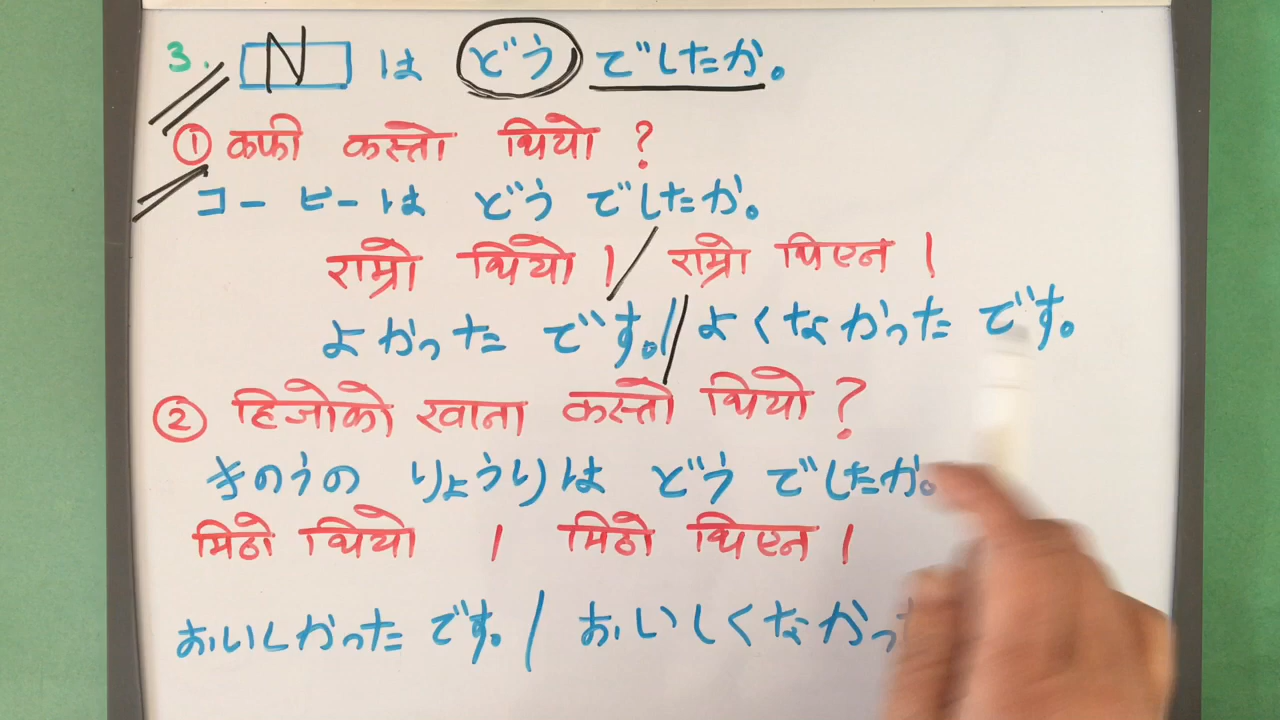 3. N は どう でしたか。
① कफी कस्तो थियो ?
コーヒーは どう でしたか。
राम्रो थियो । / राम्रो थिएन ।
よかった です。/ よくなかった です。
② हिजोको खाना कस्तो थियो ?
きのうの りょうりは どう でしたか。
मिठो थियो । मिठो थिएन ।
おいしかった です。/ おいしくなかっ